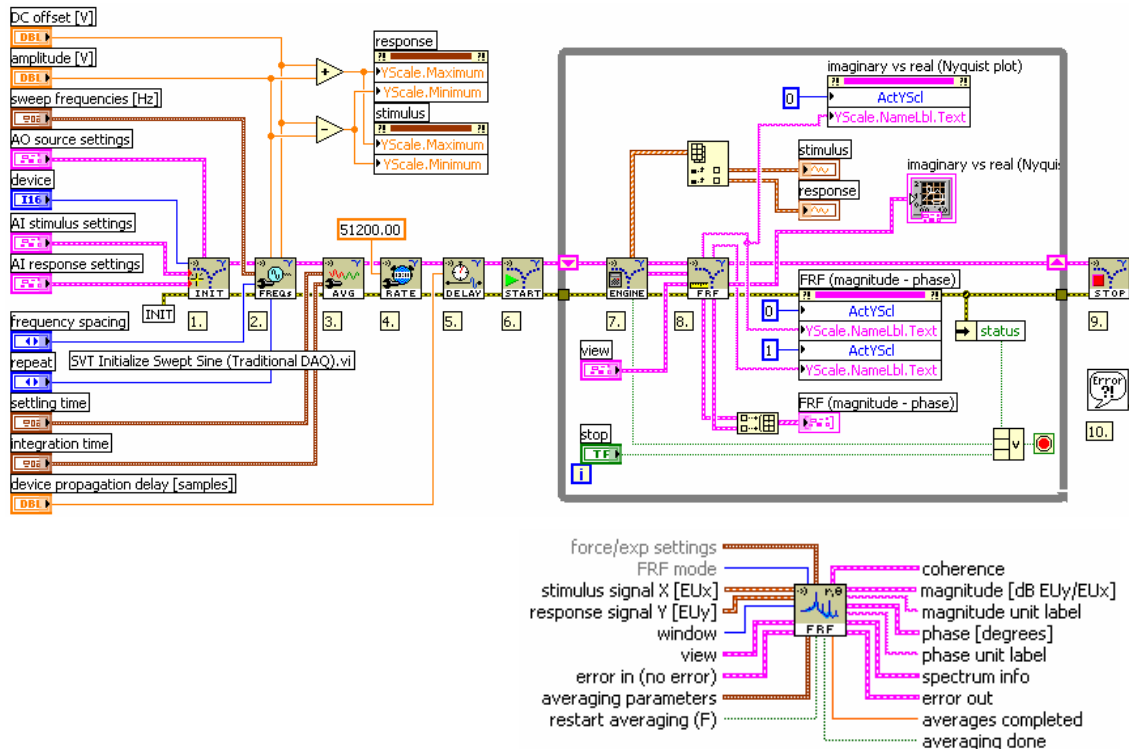 DC offset [V]
DBL
amplitude [V]
DBL
sweep frequencies [Hz]
AO source settings
device
I16
AI stimulus settings
AI response settings
INIT
frequency spacing
repeat
SVT Initialize Swept Sine (Traditional DAQ).vi
settling time
integration time
device propagation delay [samples]
DBL
+
-
response
YScale.Maximum
YScale.Minimum
stimulus
YScale.Maximum
YScale.Minimum
51200.00
INIT
FREQs
AVG
RATE
DELAY
START
1.
2.
3.
4.
5.
6.
imaginary vs real (Nyquist plot)
0
ActYScl
YScale.NameLbl.Text
stimulus
response
imaginary vs real (Nyquis
ENGINE
FRF
7.
8.
FRF (magnitude - phase)
0
ActYScl
YScale.NameLbl.Text
1
ActYScl
YScale.NameLbl.Text
view
FRF (magnitude - phase)
status
stop
TF
i
v
STOP
9.
Error
?!
10.
force/exp settings
FRF mode
stimulus signal X [EUx]
response signal Y [EUy]
window
view
error in (no error)
averaging parameters
restart averaging (F)
r,θ
FRF
coherence
magnitude [dB EUy/EUx]
magnitude unit label
phase [degrees]
phase unit label
spectrum info
error out
averages completed
averaging done